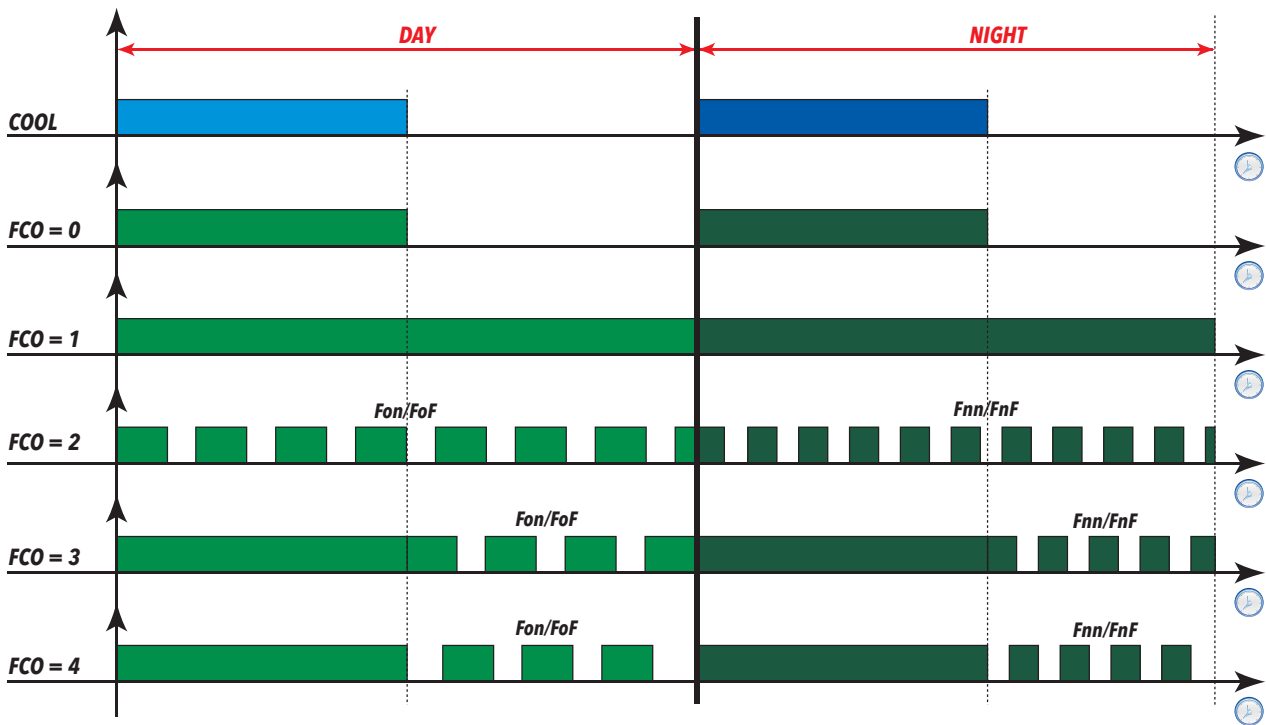 DAY NIGHT
COOL
FCO = 0
FCO = 1
Fon/FoF Fnn/FnF
FCO = 2
Fon/FoF Fnn/FnF
FCO = 3
Fon/FoF Fnn/FnF
FCO = 4